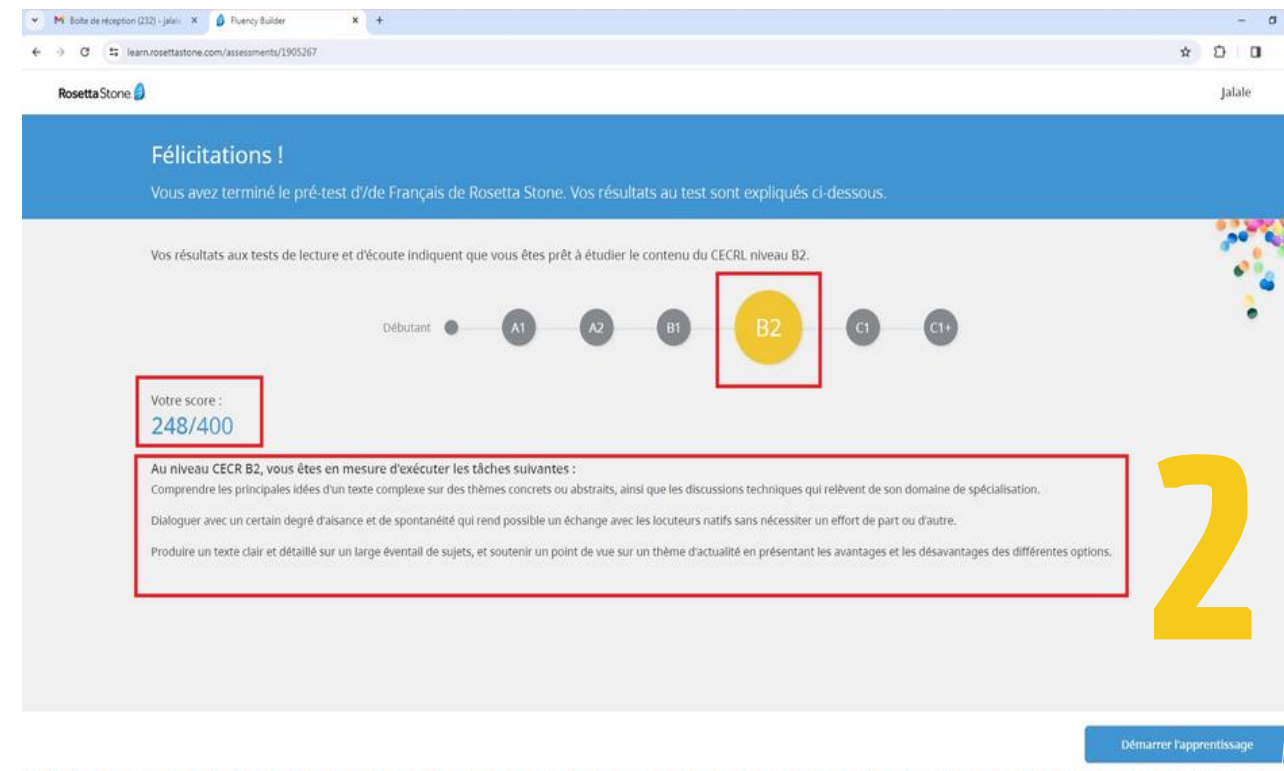 Boîte de réception (232) - jalale
Fluency Builder
learn.rosettastone.com/assessments/1905267
RosettaStone
Jalale
Félicitations !
Vous avez terminé le pré-test d'/de Français de Rosetta Stone. Vos résultats au test sont expliqués ci-dessous.
Vos résultats aux tests de lecture et d'écoute indiquent que vous êtes prêt à étudier le contenu du CECRL niveau B2.
Débutant A1 A2 B1 B2 C1 C1+
Votre score :
248/400
Au niveau CECR B2, vous êtes en mesure d'exécuter les tâches suivantes :
Comprendre les principales idées d'un texte complexe sur des thèmes concrets ou abstraits, ainsi que les discussions techniques qui relèvent de son domaine de spécialisation.
Dialoguer avec un certain degré d'aisance et de spontanéité qui rend possible un échange avec les locuteurs natifs sans nécessiter un effort de part ou d'autre.
Produire un texte clair et détaillé sur un large éventail de sujets, et soutenir un point de vue sur un thème d'actualité en présentant les avantages et les désavantages des différentes options.
2
Démarrer l'apprentissage